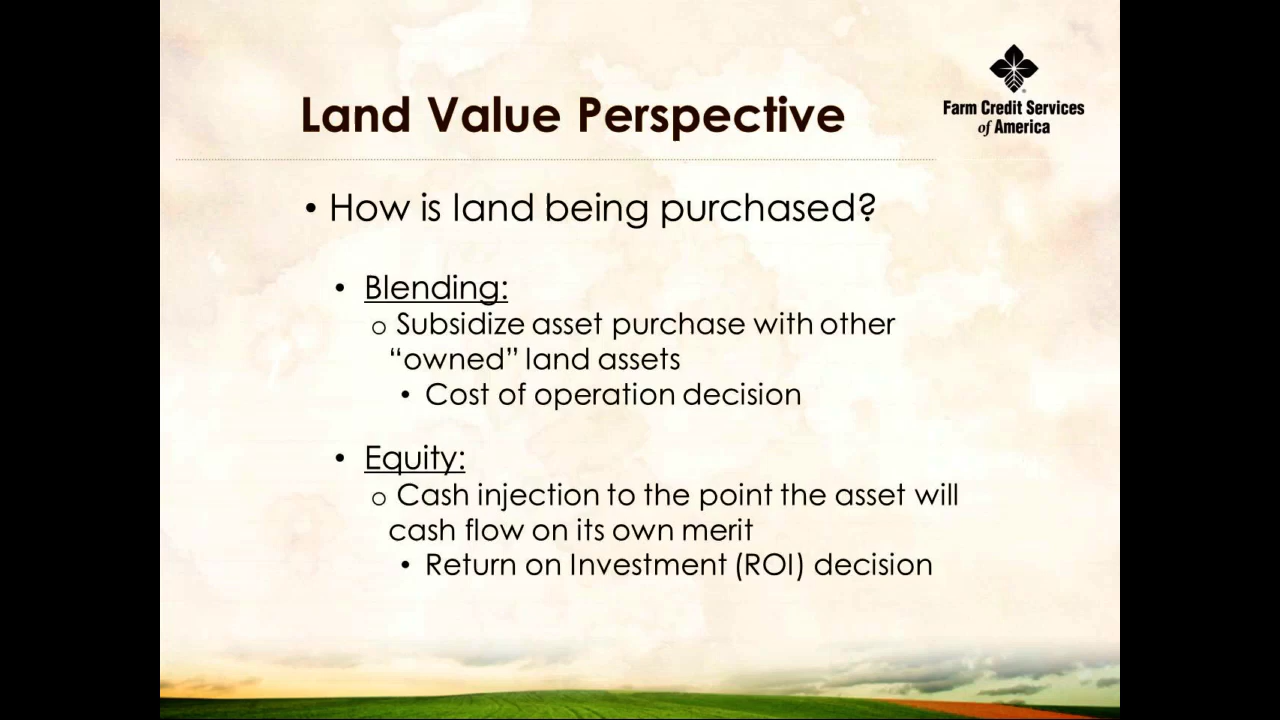 Land Value Perspective
Farm Credit Services
of America
• How is land being purchased?
• Blending:
o Subsidize asset purchase with other
“owned” land assets
• Cost of operation decision
• Equity:
o Cash injection to the point the asset will
cash flow on its own merit
• Return on Investment (ROI) decision